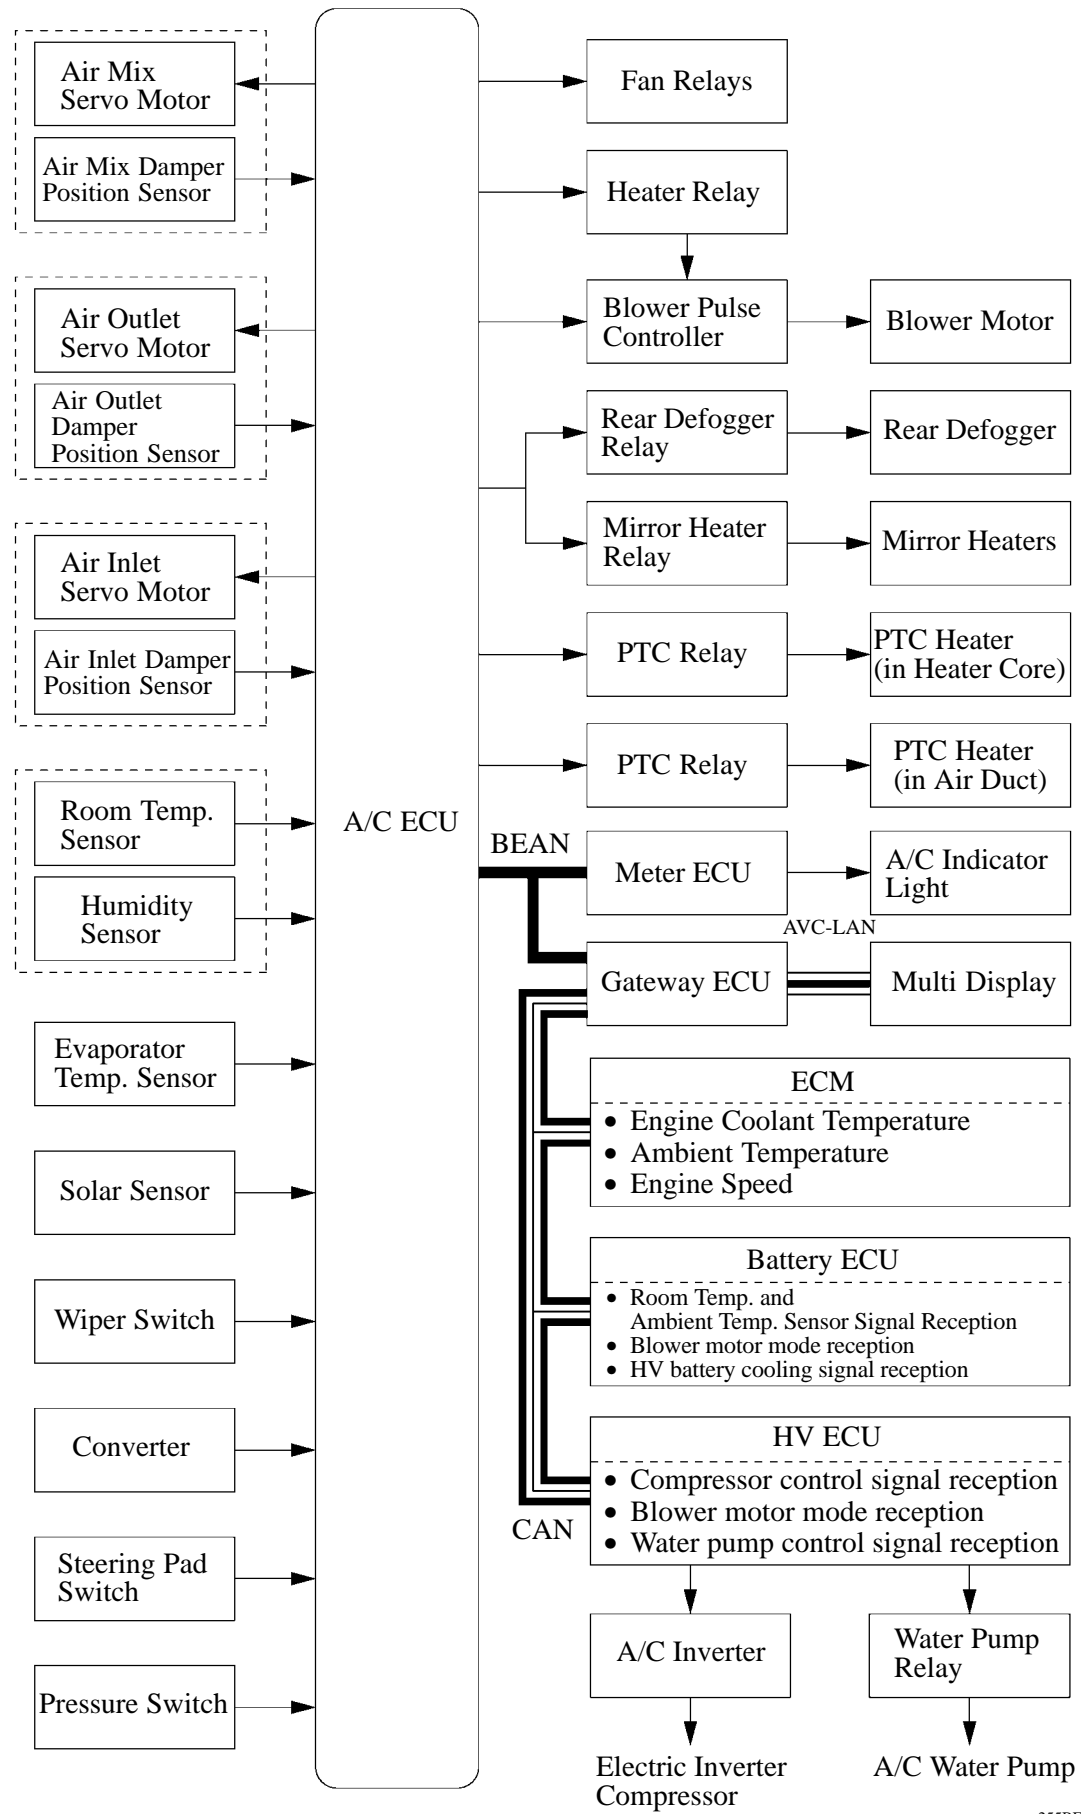 Air Mix
Servo Motor
Air Mix Damper
Position Sensor
Air Outlet
Servo Motor
Air Outlet
Damper
Position Sensor
Air Inlet
Servo Motor
Air Inlet Damper
Position Sensor
Room Temp.
Sensor
Humidity
Sensor
Evaporator
Temp. Sensor
Solar Sensor
Wiper Switch
Converter
Steering Pad
Switch
Pressure Switch
A/C ECU
Fan Relays
Heater Relay
Blower Pulse
Controller
Blower Motor
Rear Defogger
Relay
Rear Defogger
Mirror Heater
Relay
Mirror Heaters
PTC Relay
PTC Heater
(in Heater Core)
PTC Relay
PTC Heater
(in Air Duct)
BEAN
Meter ECU
A/C Indicator
Light
AVC-LAN
Gateway ECU
Multi Display
ECM
• Engine Coolant Temperature
• Ambient Temperature
• Engine Speed
Battery ECU
• Room Temp. and
Ambient Temp. Sensor Signal Reception
• Blower motor mode reception
• HV battery cooling signal reception
HV ECU
• Compressor control signal reception
• Blower motor mode reception
• Water pump control signal reception
CAN
A/C Inverter
Water Pump
Relay
Electric Inverter
Compressor
A/C Water Pump